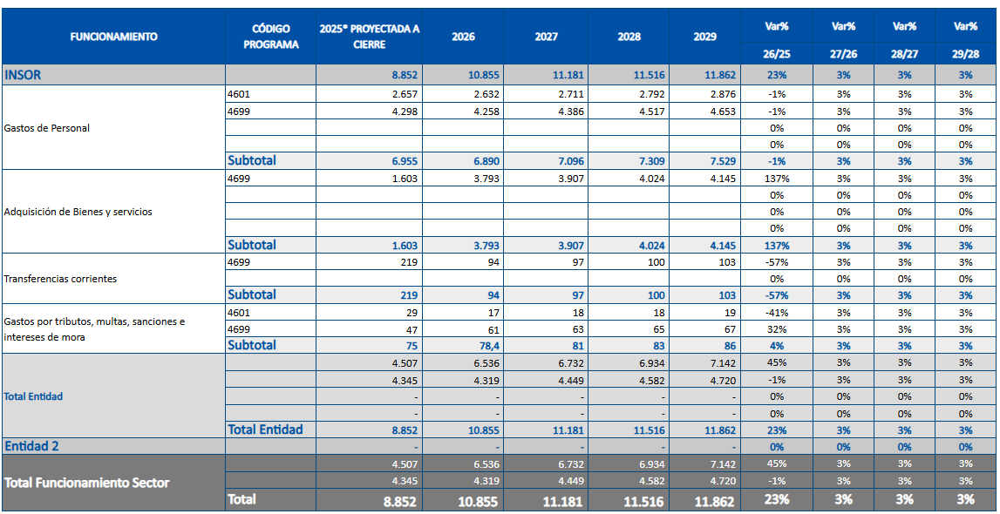 FUNCIONAMIENTO CÓDIGO PROGRAMA 2025* PROYECTADA A CIERRE 2026 2027 2028 2029 Var% Var% Var% Var%
26/25 27/26 28/27 29/28
INSOR 8.852 10.855 11.181 11.516 11.862 23% 3% 3% 3%
Gastos de Personal
4601 2.657 2.632 2.711 2.792 2.876 -1% 3% 3% 3%
4699 4.298 4.258 4.386 4.517 4.653 -1% 3% 3% 3%
0% 0% 0% 0%
0% 0% 0% 0%
Subtotal 6.955 6.890 7.096 7.309 7.529 -1% 3% 3% 3%
Adquisición de Bienes y servicios
4699 1.603 3.793 3.907 4.024 4.145 137% 3% 3% 3%
0% 0% 0% 0%
0% 0% 0% 0%
0% 0% 0% 0%
Subtotal 1.603 3.793 3.907 4.024 4.145 137% 3% 3% 3%
Transferencias corrientes
4699 219 94 97 100 103 -57% 3% 3% 3%
0% 0% 0% 0%
Subtotal 219 94 97 100 103 -57% 3% 3% 3%
Gastos por tributos, multas, sanciones e
intereses de mora
4601 29 17 18 18 19 -41% 3% 3% 3%
4699 47 61 63 65 67 32% 3% 3% 3%
Subtotal 75 78,4 81 83 86 4% 3% 3% 3%
Total Entidad
4.507 6.536 6.732 6.934 7.142 45% 3% 3% 3%
4.345 4.319 4.449 4.582 4.720 -1% 3% 3% 3%
- - - - - 0% 0% 0% 0%
- - - - - 0% 0% 0% 0%
Total Entidad 8.852 10.855 11.181 11.516 11.862 23% 3% 3% 3%
Entidad 2 - - - - - 0% 0% 0% 0%
Total Funcionamiento Sector
4.507 6.536 6.732 6.934 7.142 45% 3% 3% 3%
4.345 4.319 4.449 4.582 4.720 -1% 3% 3% 3%
Total 8.852 10.855 11.181 11.516 11.862 23% 3% 3% 3%